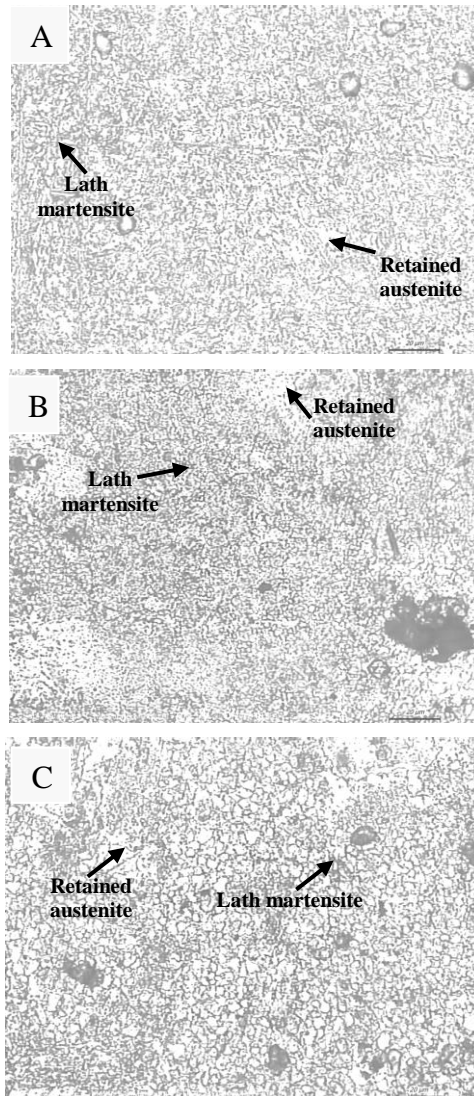 A
Lath
martensite
Retained
austenite
B
Retained
austenite
Lath
martensite
C
Retained
austenite
Lath martensite